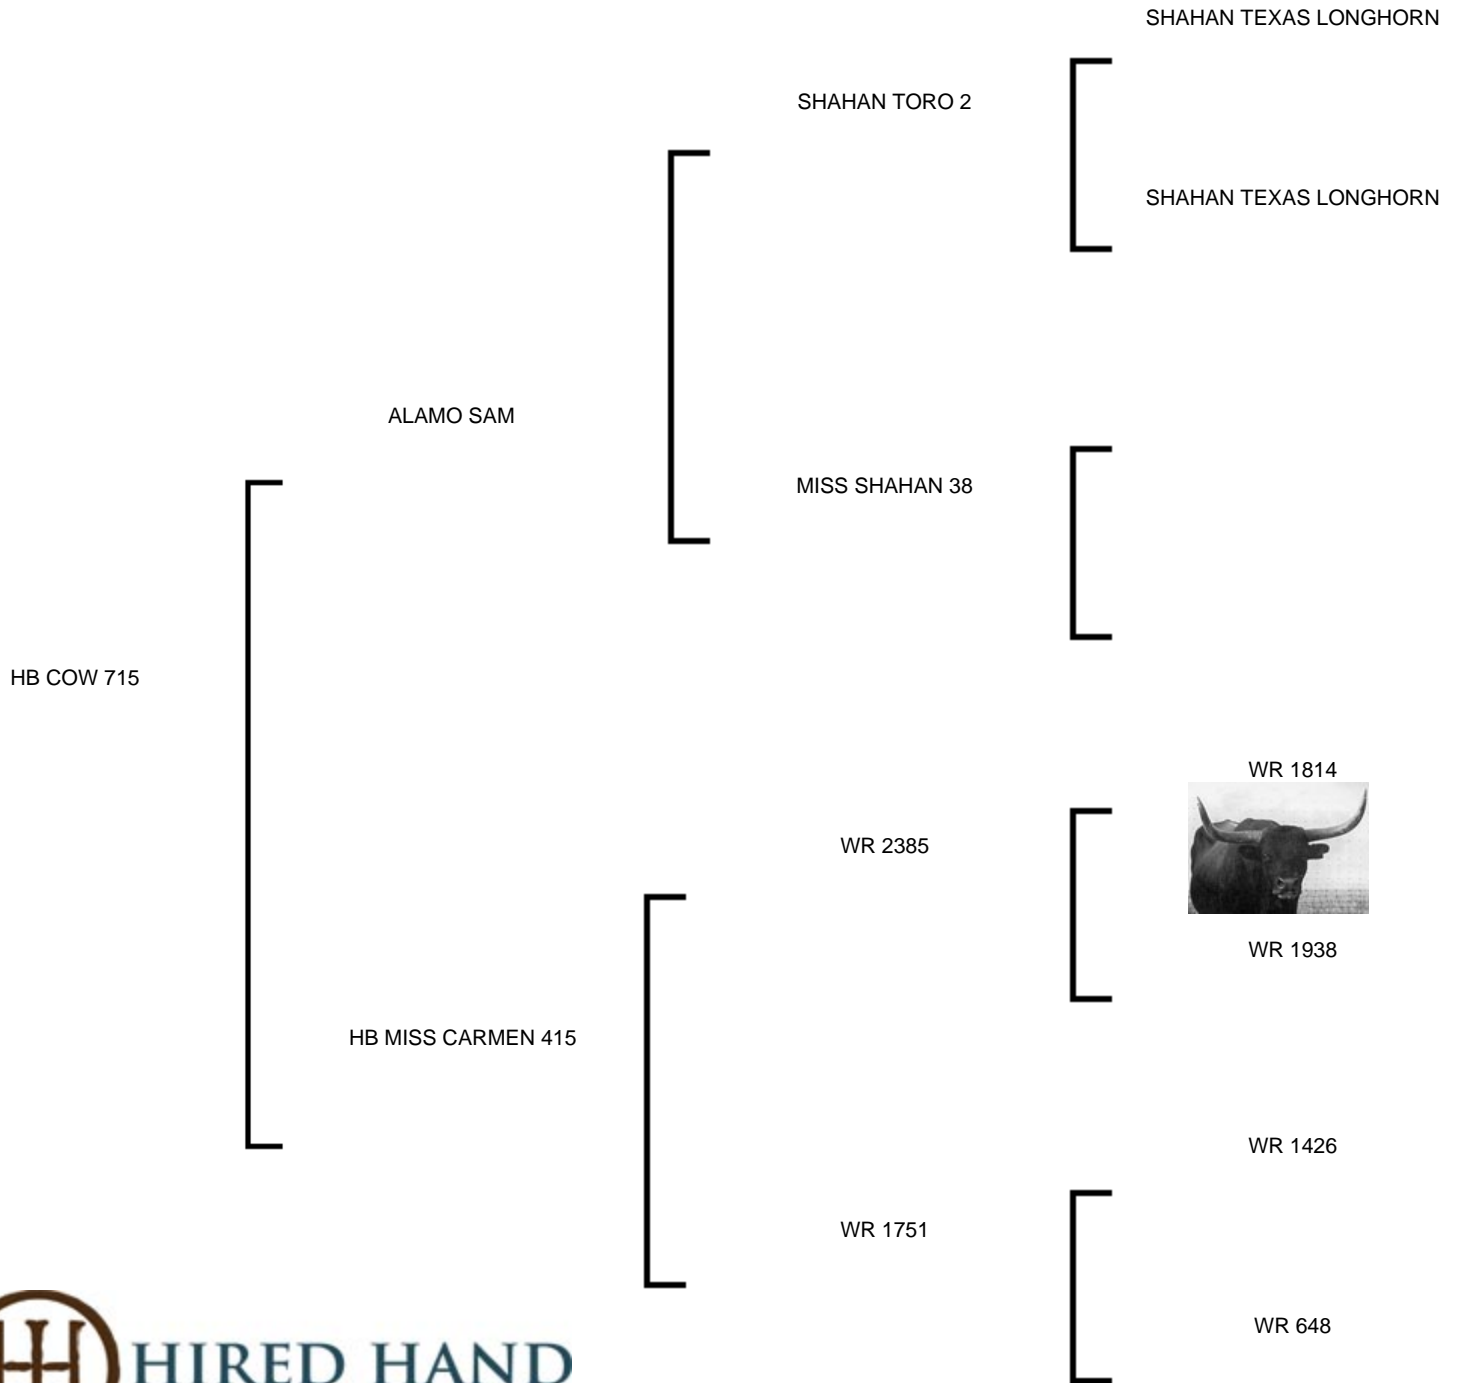 SHAHAN TEXAS LONGHORN
SHAHAN TORO 2
SHAHAN TEXAS LONGHORN
ALAMO SAM
MISS SHAHAN 38
HB COW 715
WR 1814
WR 2385
WR 1938
HB MISS CARMEN 415
WR 1426
WR 1751
WR 648
HIRED HAND